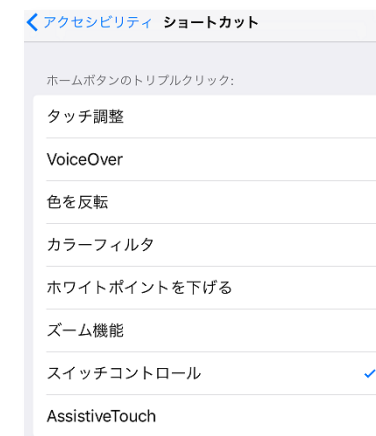 アクセシビリティ ショートカット
ホームボタンのトリプルクリック:
タッチ調整
VoiceOver
色を反転
カラーフィルタ
ホワイトポイントを下げる
ズーム機能
スイッチコントロール
AssistiveTouch